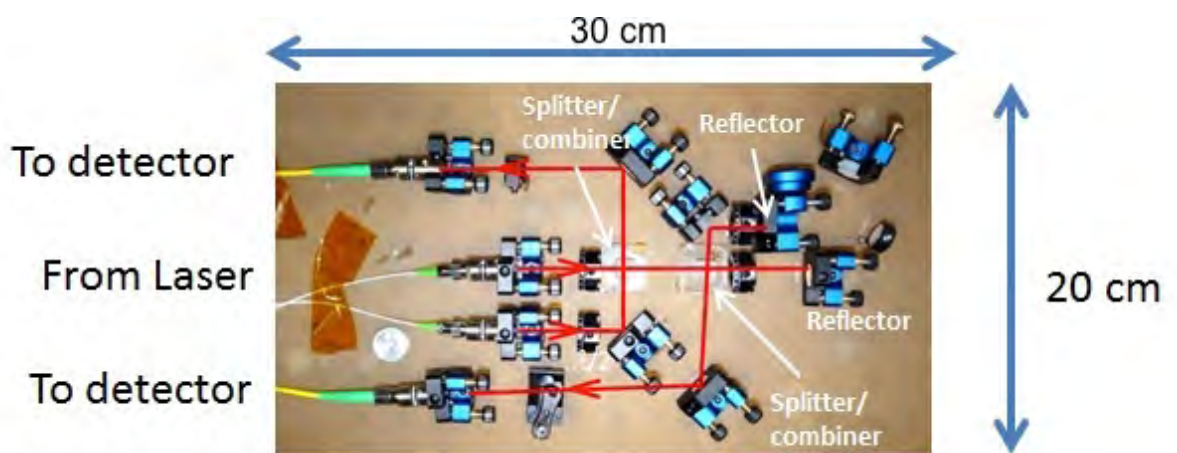 30 cm
Splitter/
combiner
Reflector
To detector
From Laser
20 cm
Reflector
To detector
Splitter/
combiner